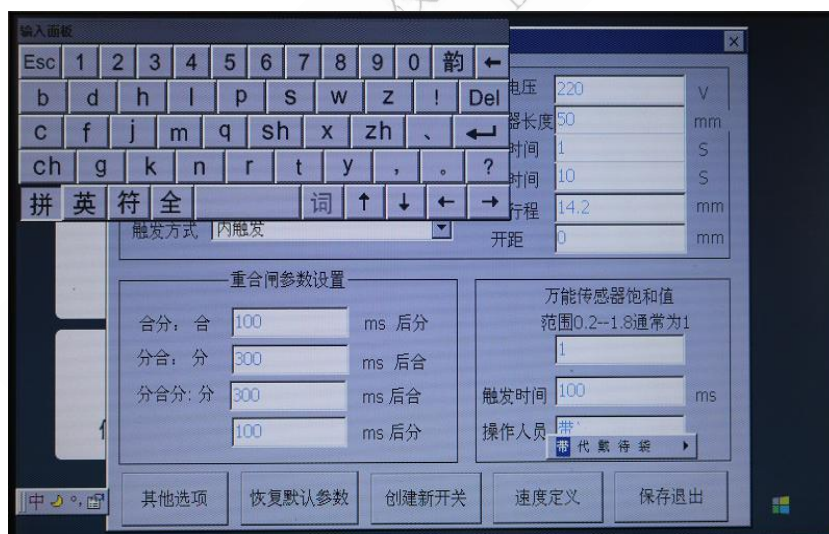 输入面板
Esc 1 2 3 4 5 6 7 8 9 0 韵 ←
b d h l p s w z ! Del
c f j m q sh x zh 、 ↵
ch g k n r t y , 。 ?
拼 英 符 全 词 ↑ ↓ ← →
电压 220 V
器长度 50 mm
时间 1 S
时间 10 S
行程 14.2 mm
触发方式 内触发
开距 0 mm
重合闸参数设置
合分: 合 100 ms 后分
分合: 分 300 ms 后合
分合分: 分 300 ms 后合
100 ms 后分
万能传感器饱和值
范围0.2--1.8通常为1
1
触发时间 100 ms
操作人员 带'
带 代 戴 待 袋
其他选项 恢复默认参数 创建新开关 速度定义 保存退出
中